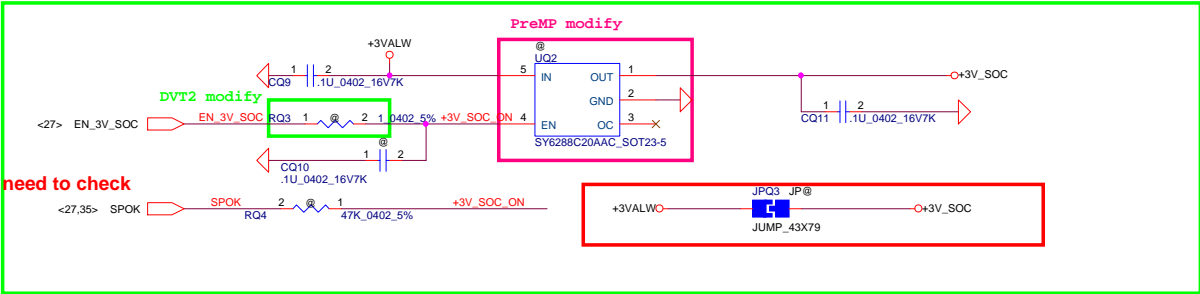 PreMP modify
+3VALW
@
UQ2
1 2
CQ9 .1U_0402_16V7K
5 IN OUT 1
+3V_SOC
GND 2
DVT2 modify
<27> EN_3V_SOC EN_3V_SOC RQ3 1 @ 2 1_0402_5% +3V_SOC_ON 4 EN OC 3
SY6288C20AAC_SOT23-5
1 2
CQ11 .1U_0402_16V7K
@
1 2
CQ10
.1U_0402_16V7K
need to check
<27,35> SPOK SPOK 2 @ 1 +3V_SOC_ON
RQ4 47K_0402_5%
JPQ3 JP@
+3VALW +3V_SOC
JUMP_43X79